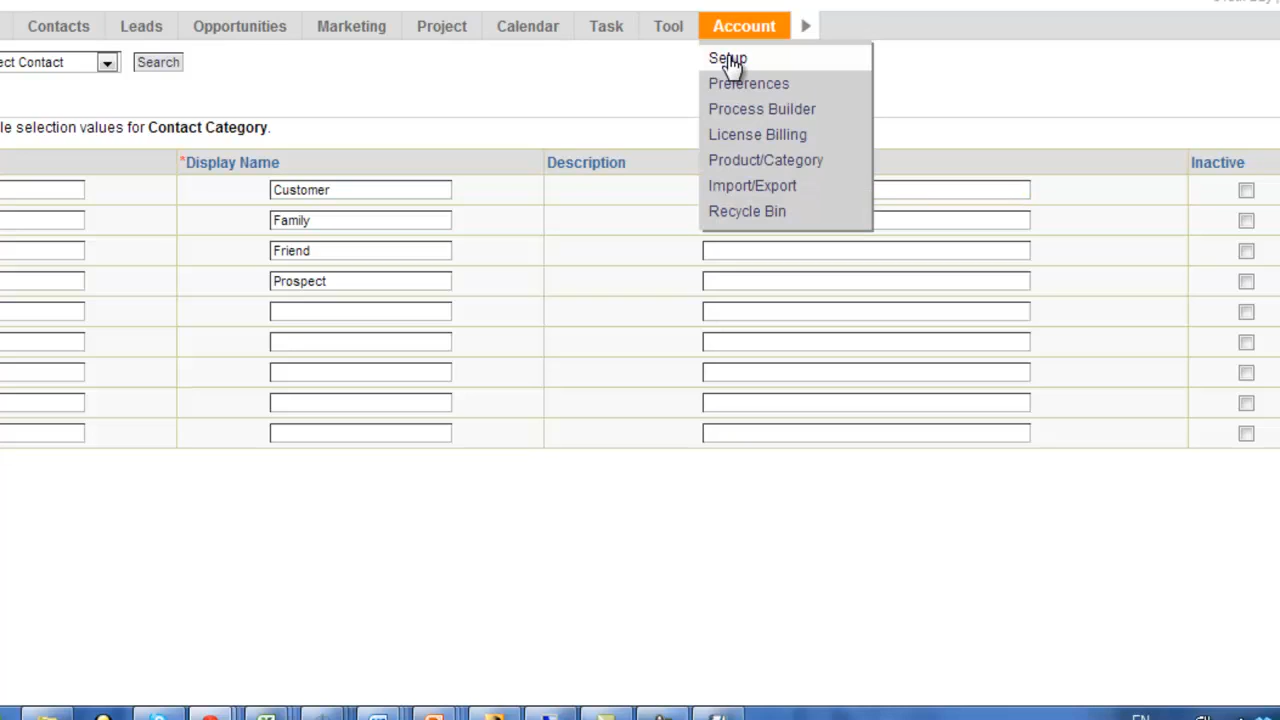 Contacts Leads Opportunities Marketing Project Calendar Task Tool Account
ct Contact Search
Setup
Preferences
Process Builder
License Billing
Product/Category
Import/Export
Recycle Bin
le selection values for Contact Category.
*Display Name Description Inactive
Customer
Family
Friend
Prospect
EN